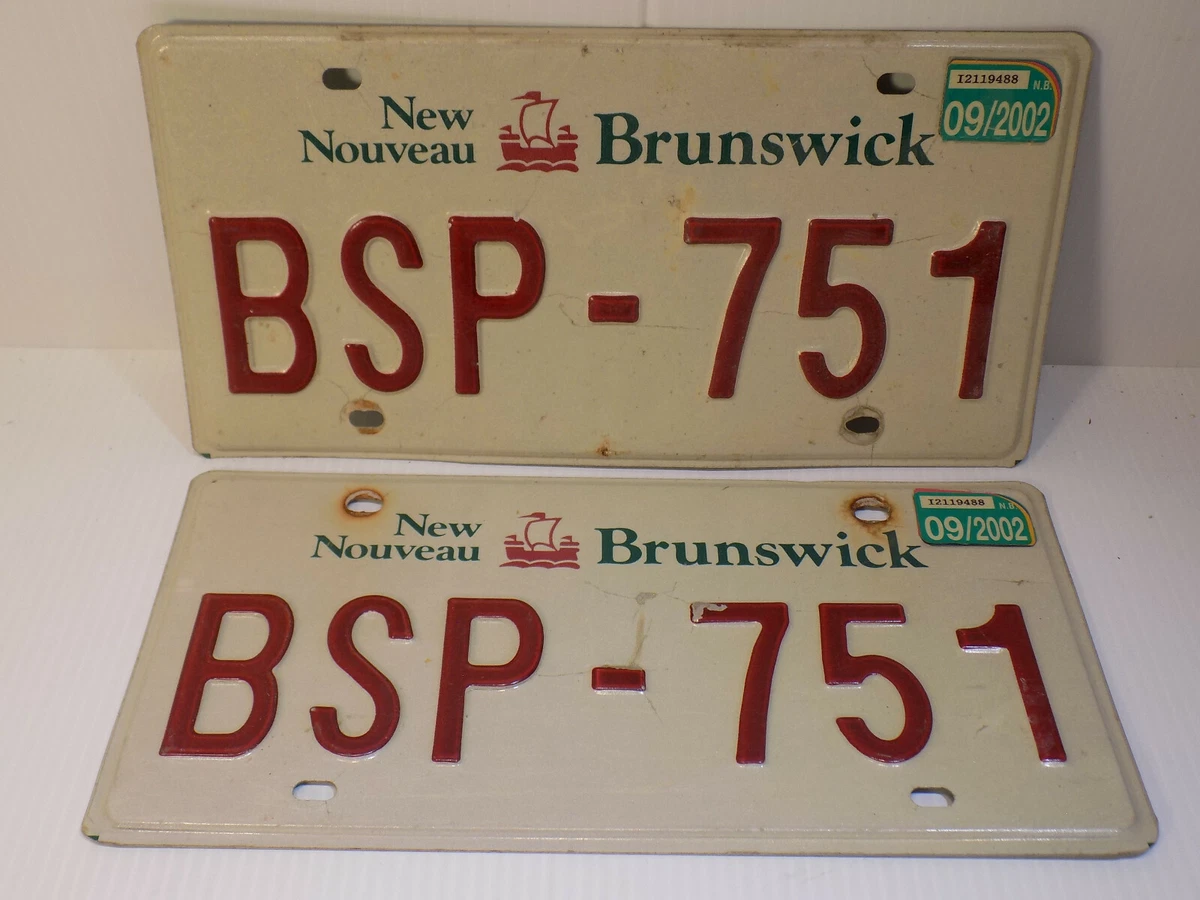 I2119488
N.B.
09/2002
New
Nouveau Brunswick
BSP-751
I2119488
N.B
09/2002
New
Nouveau Brunswick
BSP-751